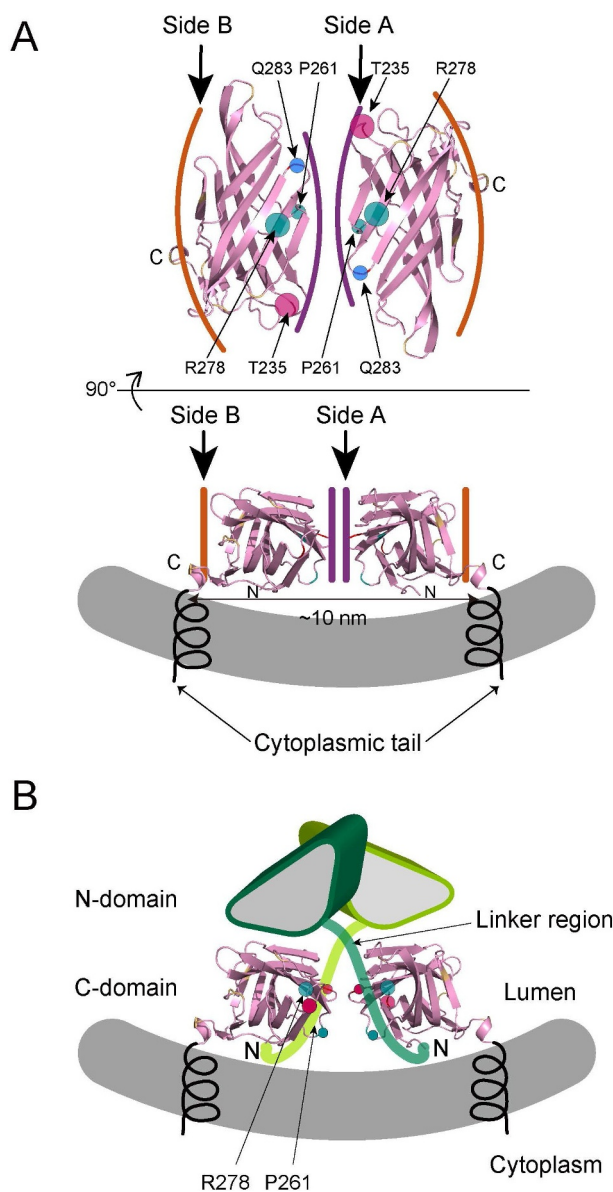 A
Side B
Side A
Q283 P261
T235
R278
C
C
R278
T235
P261
Q283
90°
Side B
Side A
C
C
N
N
~10 nm
Cytoplasmic tail
B
N-domain
Linker region
C-domain
Lumen
N
N
R278 P261
Cytoplasm